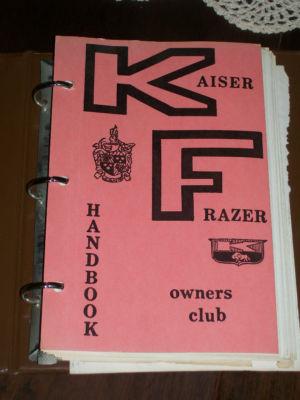 KAISER
FRAZER
HANDBOOK
owners
club